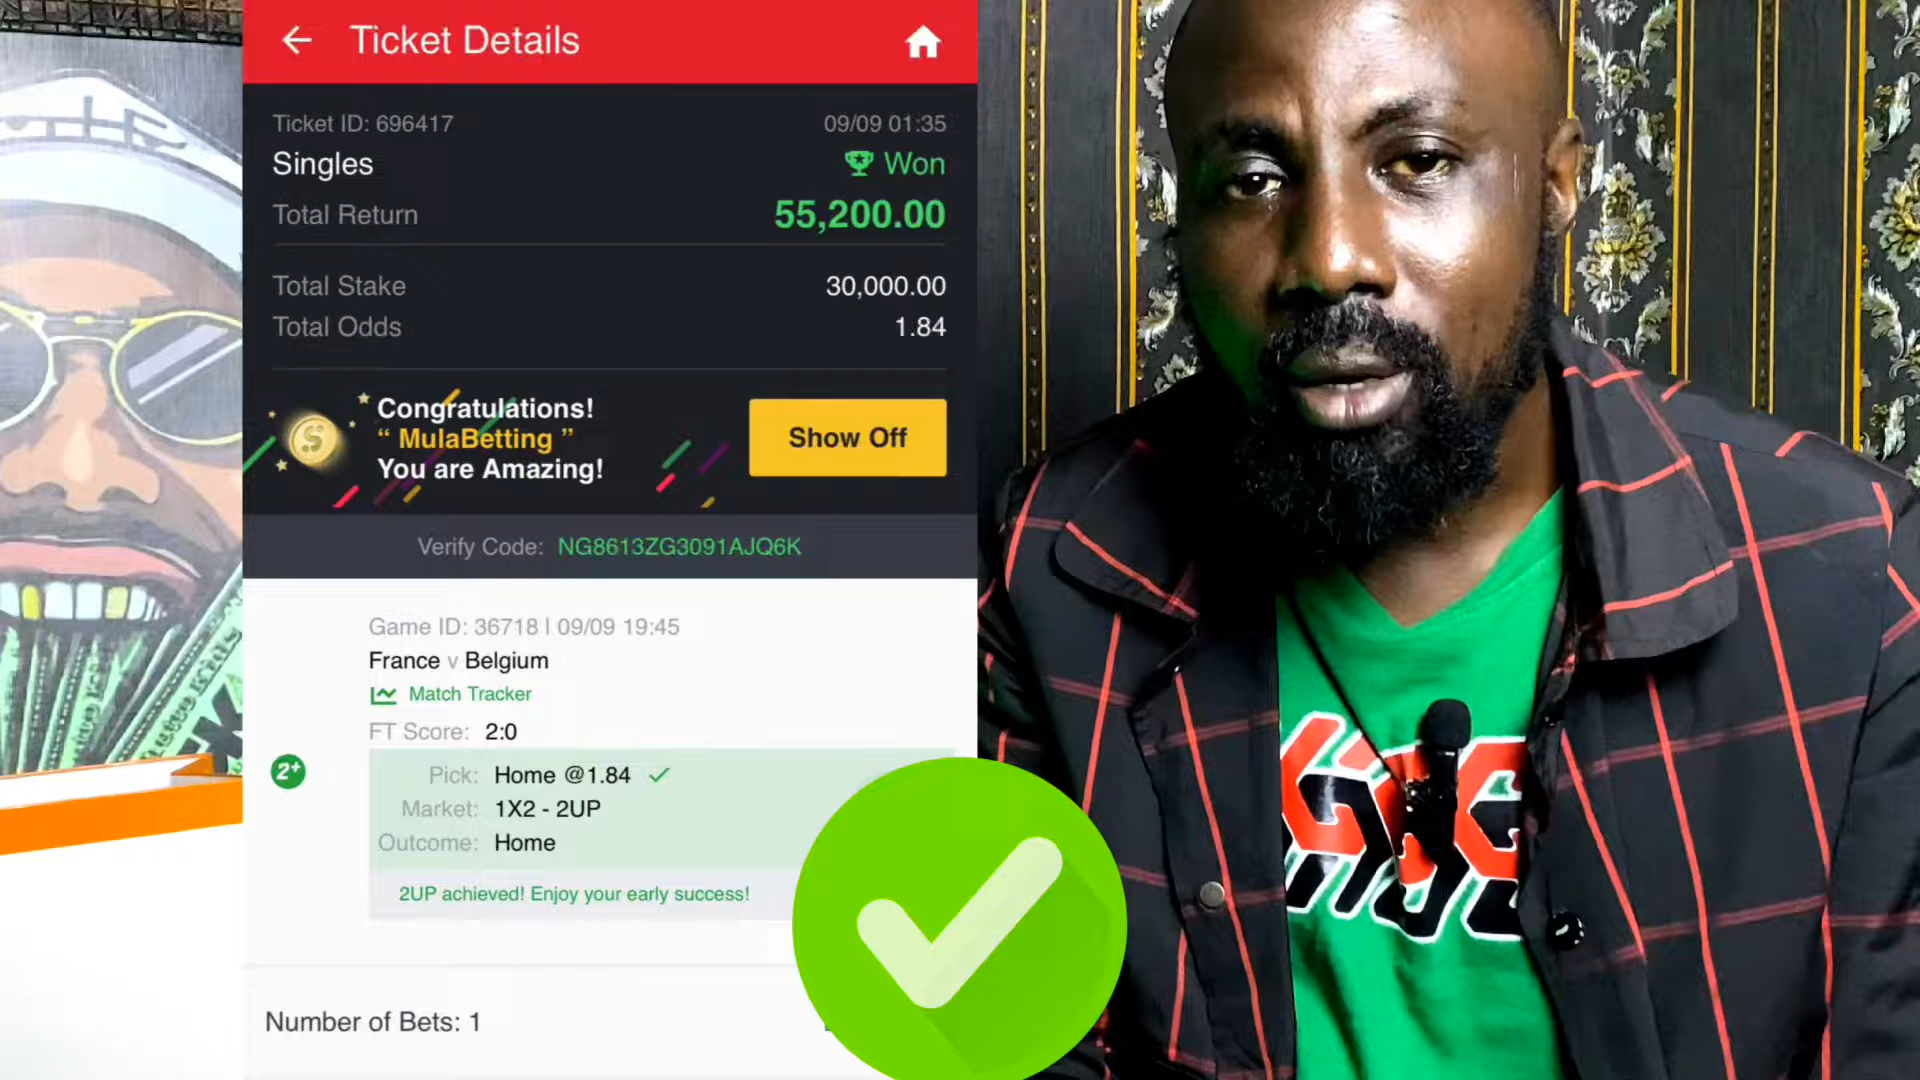 Ticket Details
Ticket ID: 696417 09/09 01:35
Singles Won
Total Return 55,200.00
Total Stake 30,000.00
Total Odds 1.84
Congratulations!
“ MulaBetting ”
You are Amazing!
Show Off
Verify Code: NG8613ZG3091AJQ6K
Game ID: 36718 | 09/09 19:45
France v Belgium
Match Tracker
FT Score: 2:0
2+
Pick: Home @1.84
Market: 1X2 - 2UP
Outcome: Home
2UP achieved! Enjoy your early success!
Number of Bets: 1